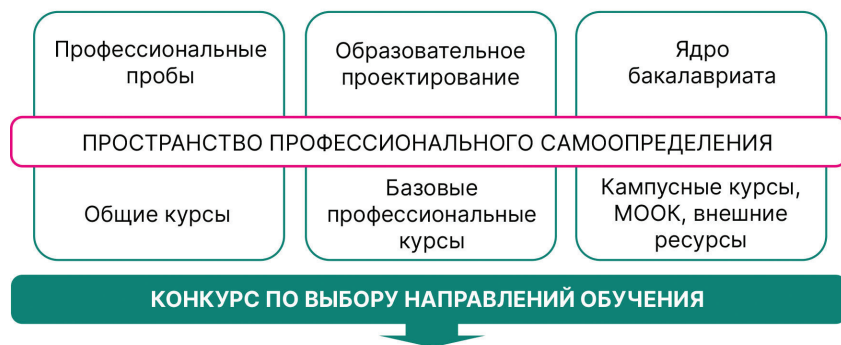 Профессиональные
пробы
Образовательное
проектирование
Ядро
бакалавриата
ПРОСТРАНСТВО ПРОФЕССИОНАЛЬНОГО САМООПРЕДЕЛЕНИЯ
Общие курсы
Базовые
профессиональные
курсы
Кампусные курсы,
МООК, внешние
ресурсы
КОНКУРС ПО ВЫБОРУ НАПРАВЛЕНИЙ ОБУЧЕНИЯ